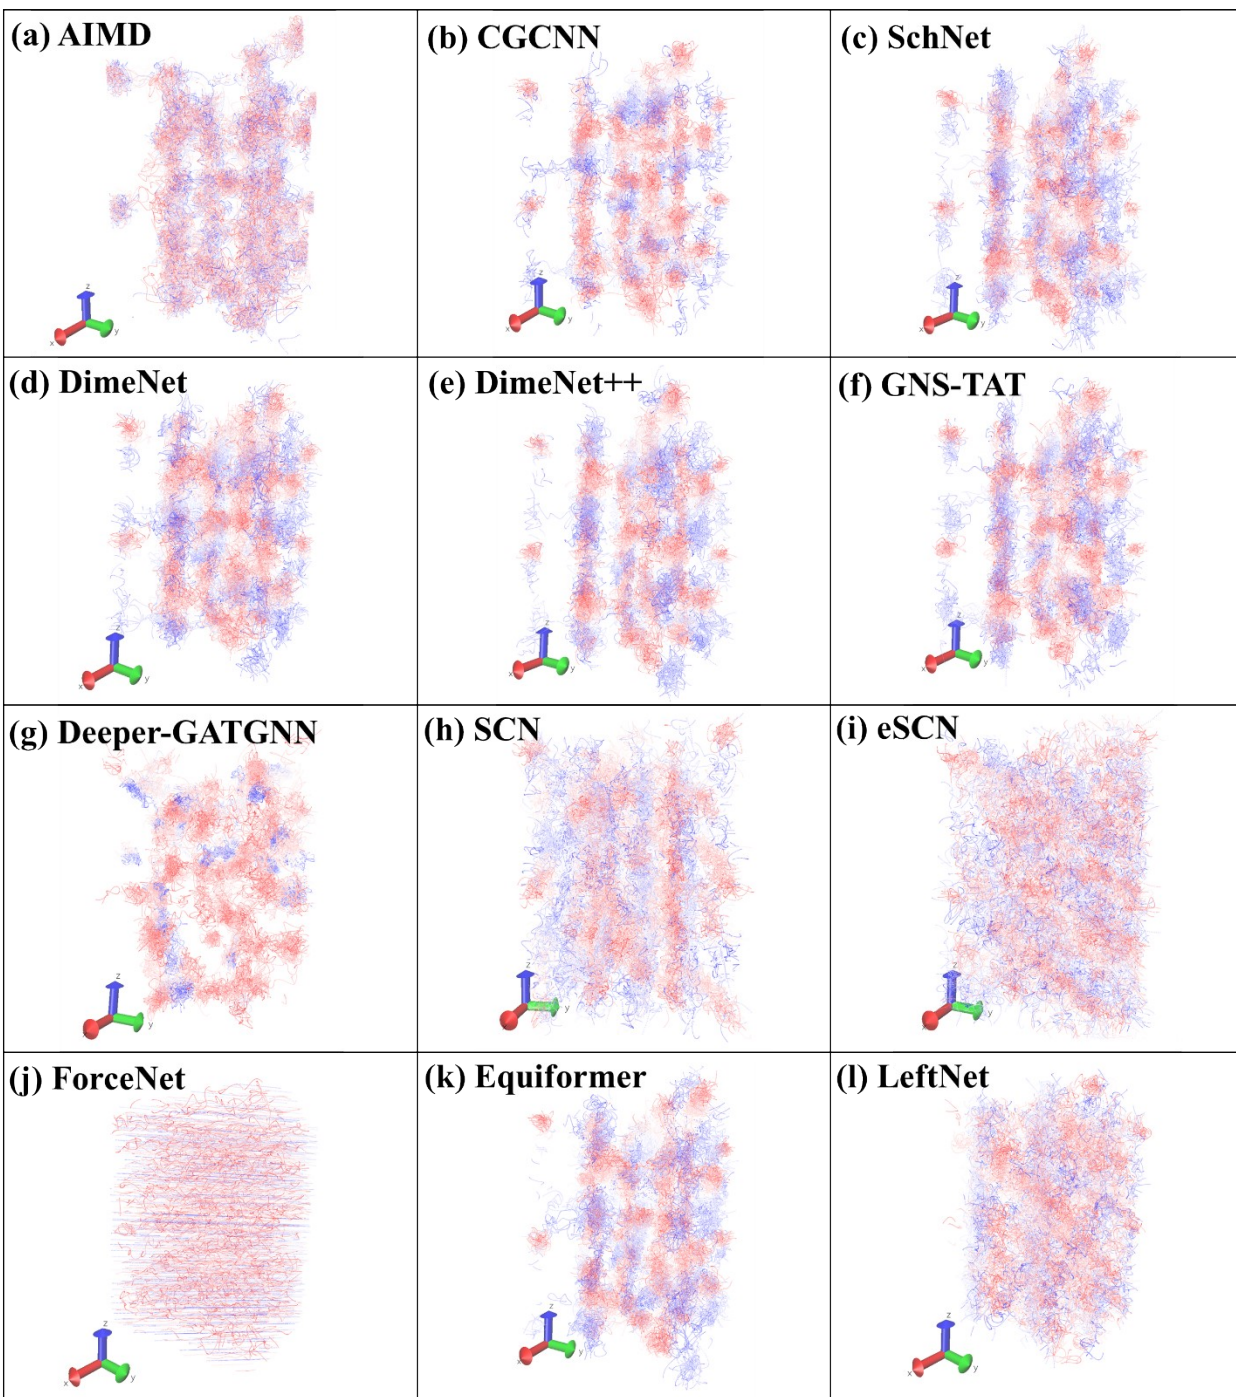 (a) AIMD
(b) CGCNN
(c) SchNet
z
x
y
z
x
y
z
x
y
(d) DimeNet
(e) DimeNet++
(f) GNS-TAT
z
x
y
z
x
y
z
x
y
(g) Deeper-GATGNN
(h) SCN
(i) eSCN
z
y
z
y
z
y
(j) ForceNet
(k) Equiformer
(l) LeftNet
z
x
y
z
x
y
z
x
y